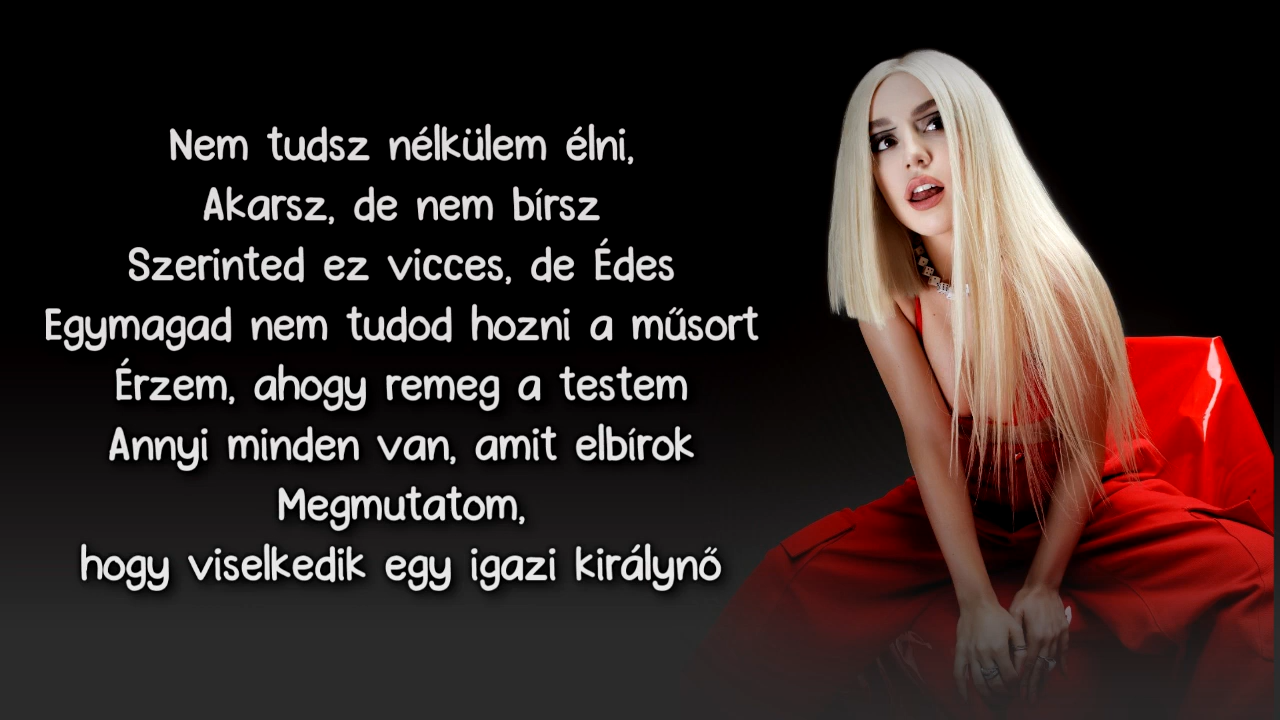 Nem tudsz nélkülem élni,
Akarsz, de nem bírsz
Szerinted ez vicces, de Édes
Egymagad nem tudod hozni a műsort
Érzem, ahogy remeg a testem
Annyi minden van, amit elbírok
Megmutatom,
hogy viselkedik egy igazi királynő